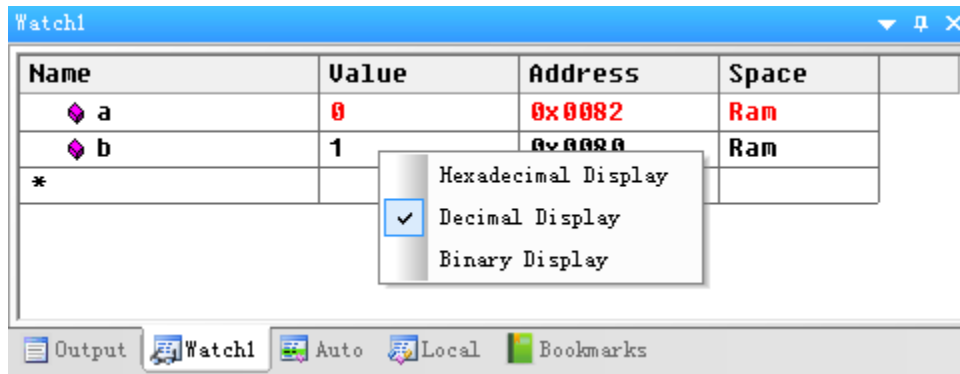 Watch1
Name Value Address Space
a 0 0x0082 Ram
b 1 0x0080 Ram
*
Hexadecimal Display
Decimal Display
Binary Display
Output Watch1 Auto Local Bookmarks